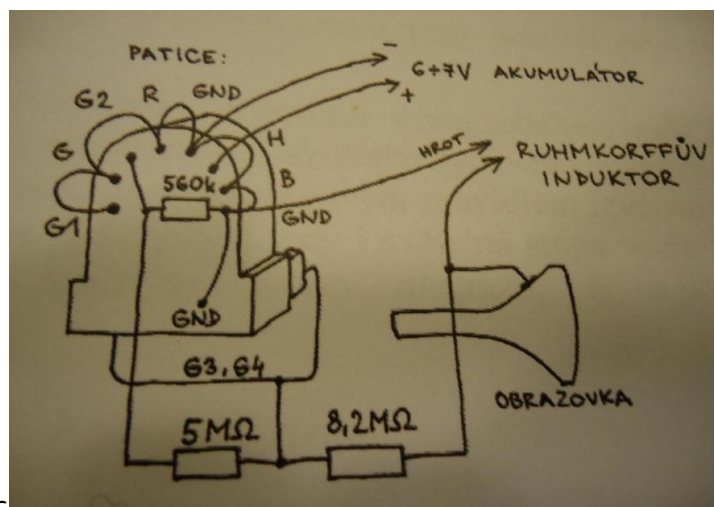 PATICE:
−
6÷7V AKUMULÁTOR
+
G2
R
GND
H
G
B
560k
G1
GND
HROT
RUHMKORFFŮV
INDUKTOR
GND
G3, G4
OBRAZOVKA
5MΩ
8,2MΩ